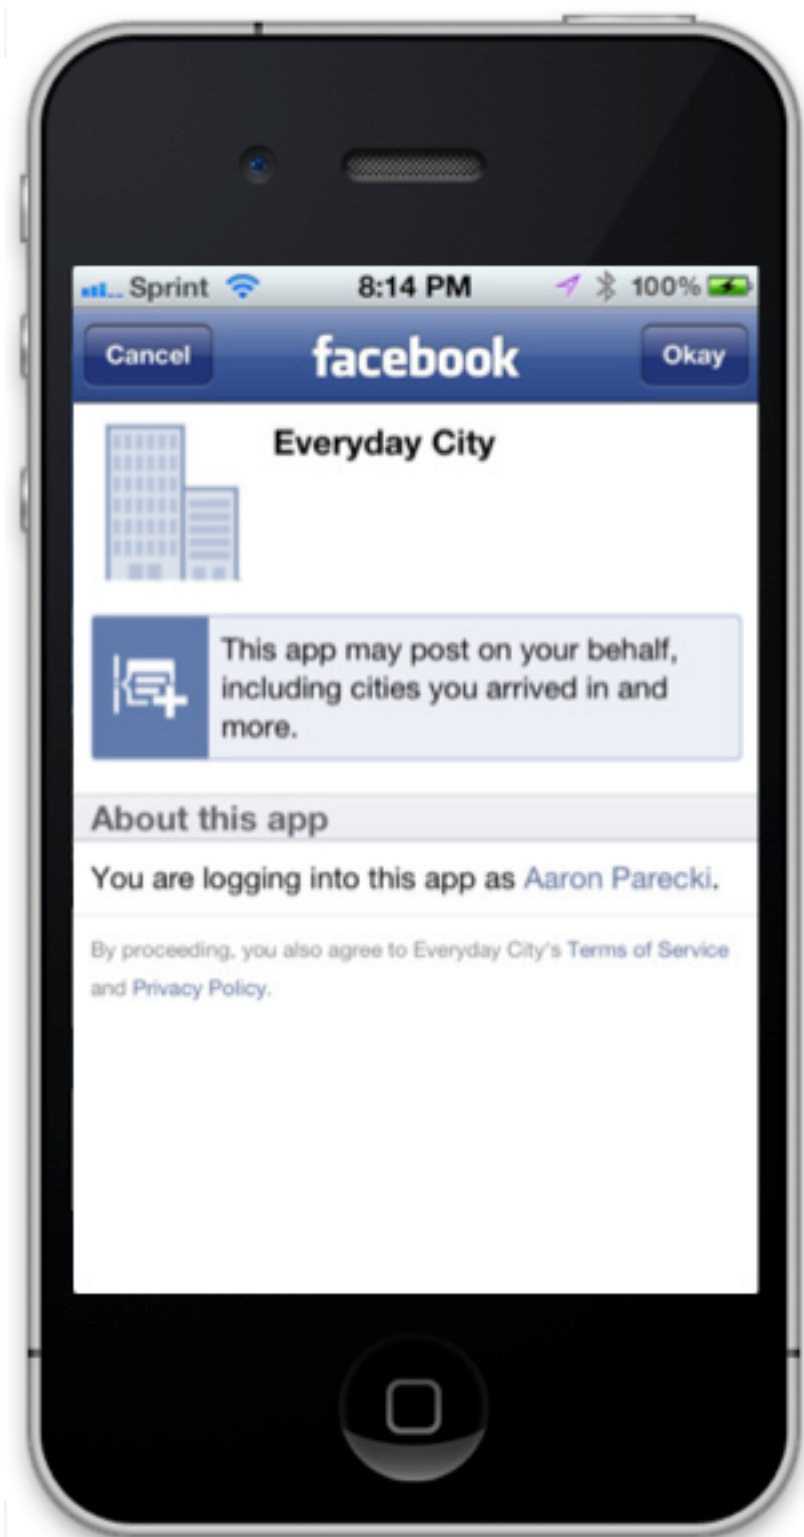 Sprint 8:14 PM 100%
Cancel facebook Okay
Everyday City
This app may post on your behalf,
including cities you arrived in and
more.
About this app
You are logging into this app as Aaron Parecki.
By proceeding, you also agree to Everyday City's Terms of Service
and Privacy Policy.